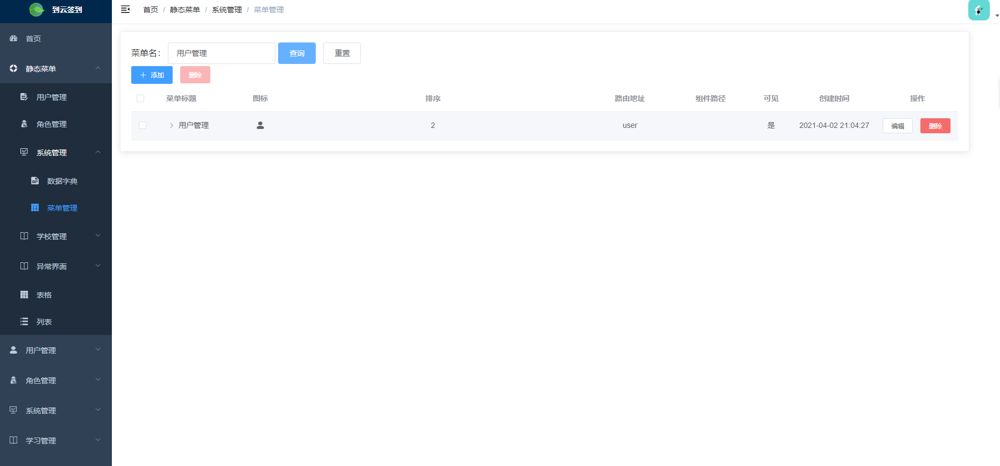 到云签到
首页
静态菜单
用户管理
角色管理
系统管理
数据字典
菜单管理
学校管理
异常界面
表格
列表
用户管理
角色管理
系统管理
学习管理
首页 / 静态菜单 / 系统管理 / 菜单管理
菜单名： 用户管理 查询 重置
+ 添加 删除
菜单标题 图标 排序 路由地址 组件路径 可见 创建时间 操作
用户管理 2 user 是 2021-04-02 21:04:27 编辑 删除